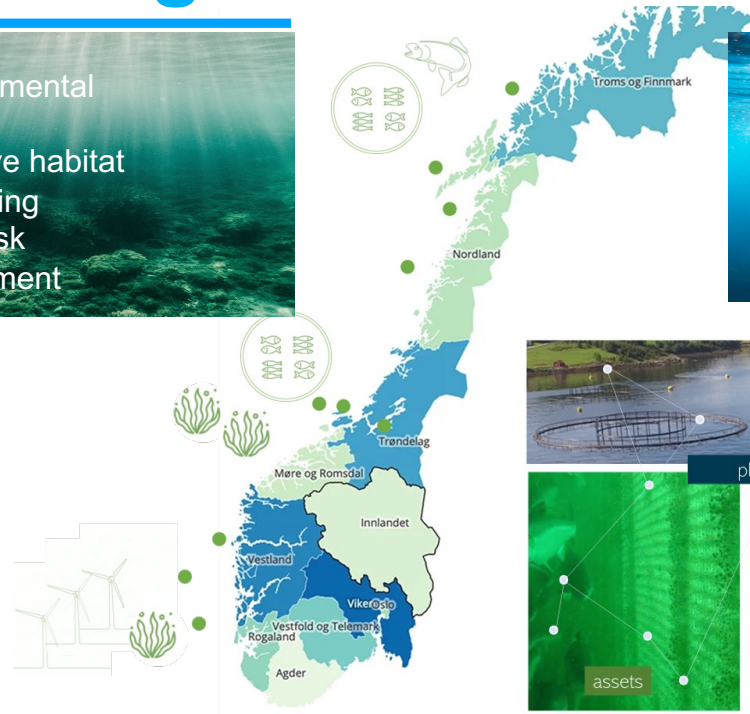 mental
ve habitat
ing
sk
ment
Troms og Finnmark
Nordland
Trøndelag
Møre og Romsdal
Innlandet
Vestland
Viken
Oslo
Vestfold og Telemark
Rogaland
Agder
pl
assets